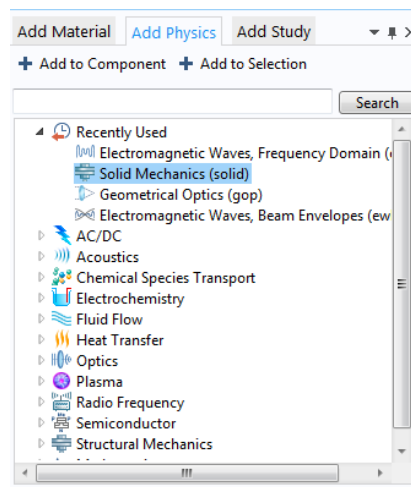 Add Material Add Physics Add Study
Add to Component Add to Selection
Search
Recently Used
Electromagnetic Waves, Frequency Domain (
Solid Mechanics (solid)
Geometrical Optics (gop)
Electromagnetic Waves, Beam Envelopes (ew
AC/DC
Acoustics
Chemical Species Transport
Electrochemistry
Fluid Flow
Heat Transfer
Optics
Plasma
Radio Frequency
Semiconductor
Structural Mechanics